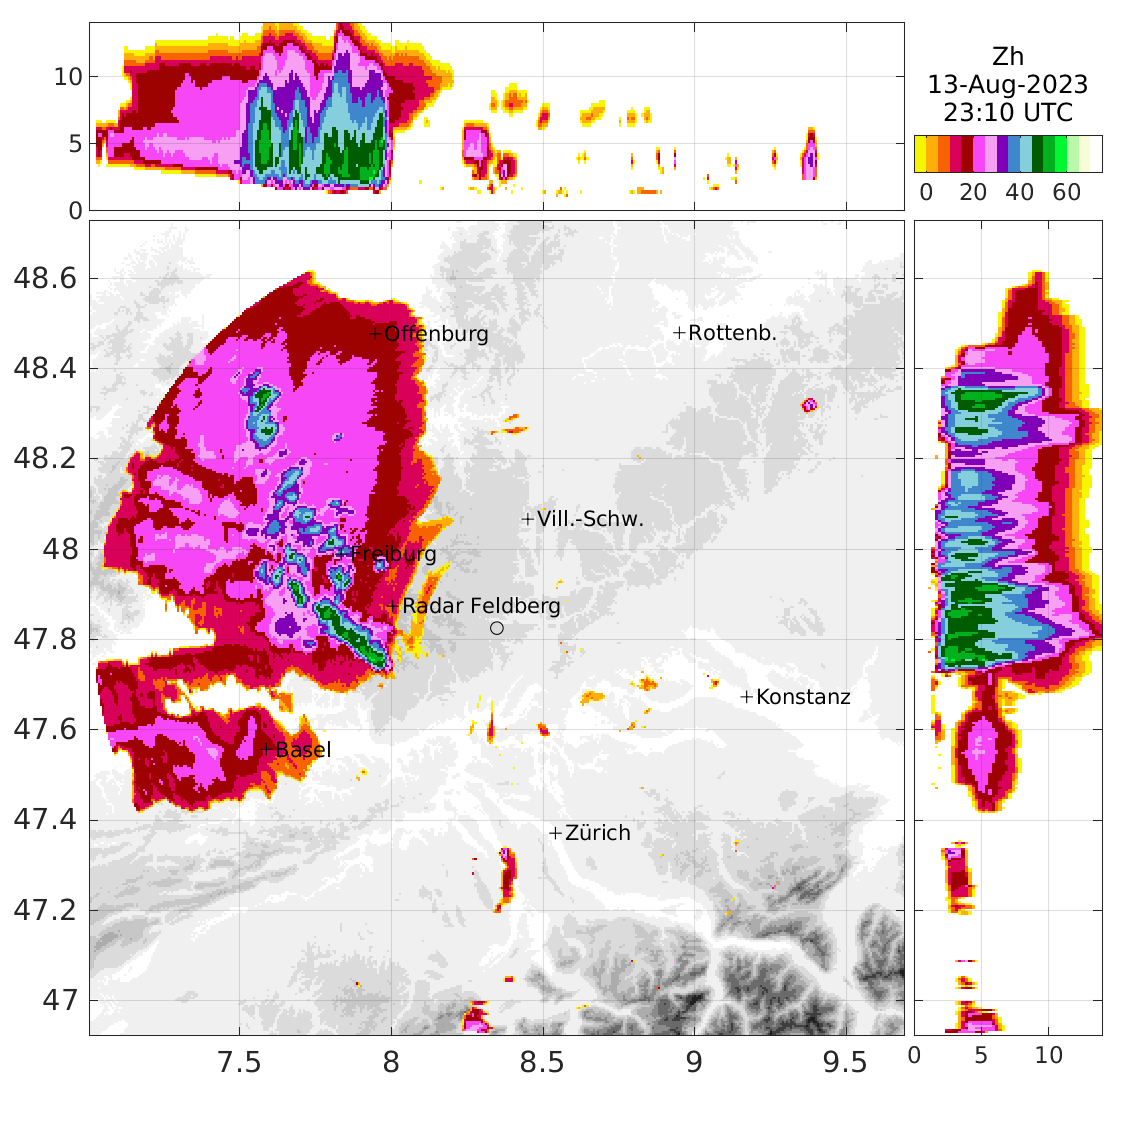 10
5
0
Zh
13-Aug-2023
23:10 UTC
0 20 40 60
48.6
48.4
48.2
48
47.8
47.6
47.4
47.2
47
+Offenburg
+Rottenb.
+Vill.-Schw.
+Freiburg
+Radar Feldberg
+Konstanz
+Basel
+Zürich
7.5 8 8.5 9 9.5
0 5 10